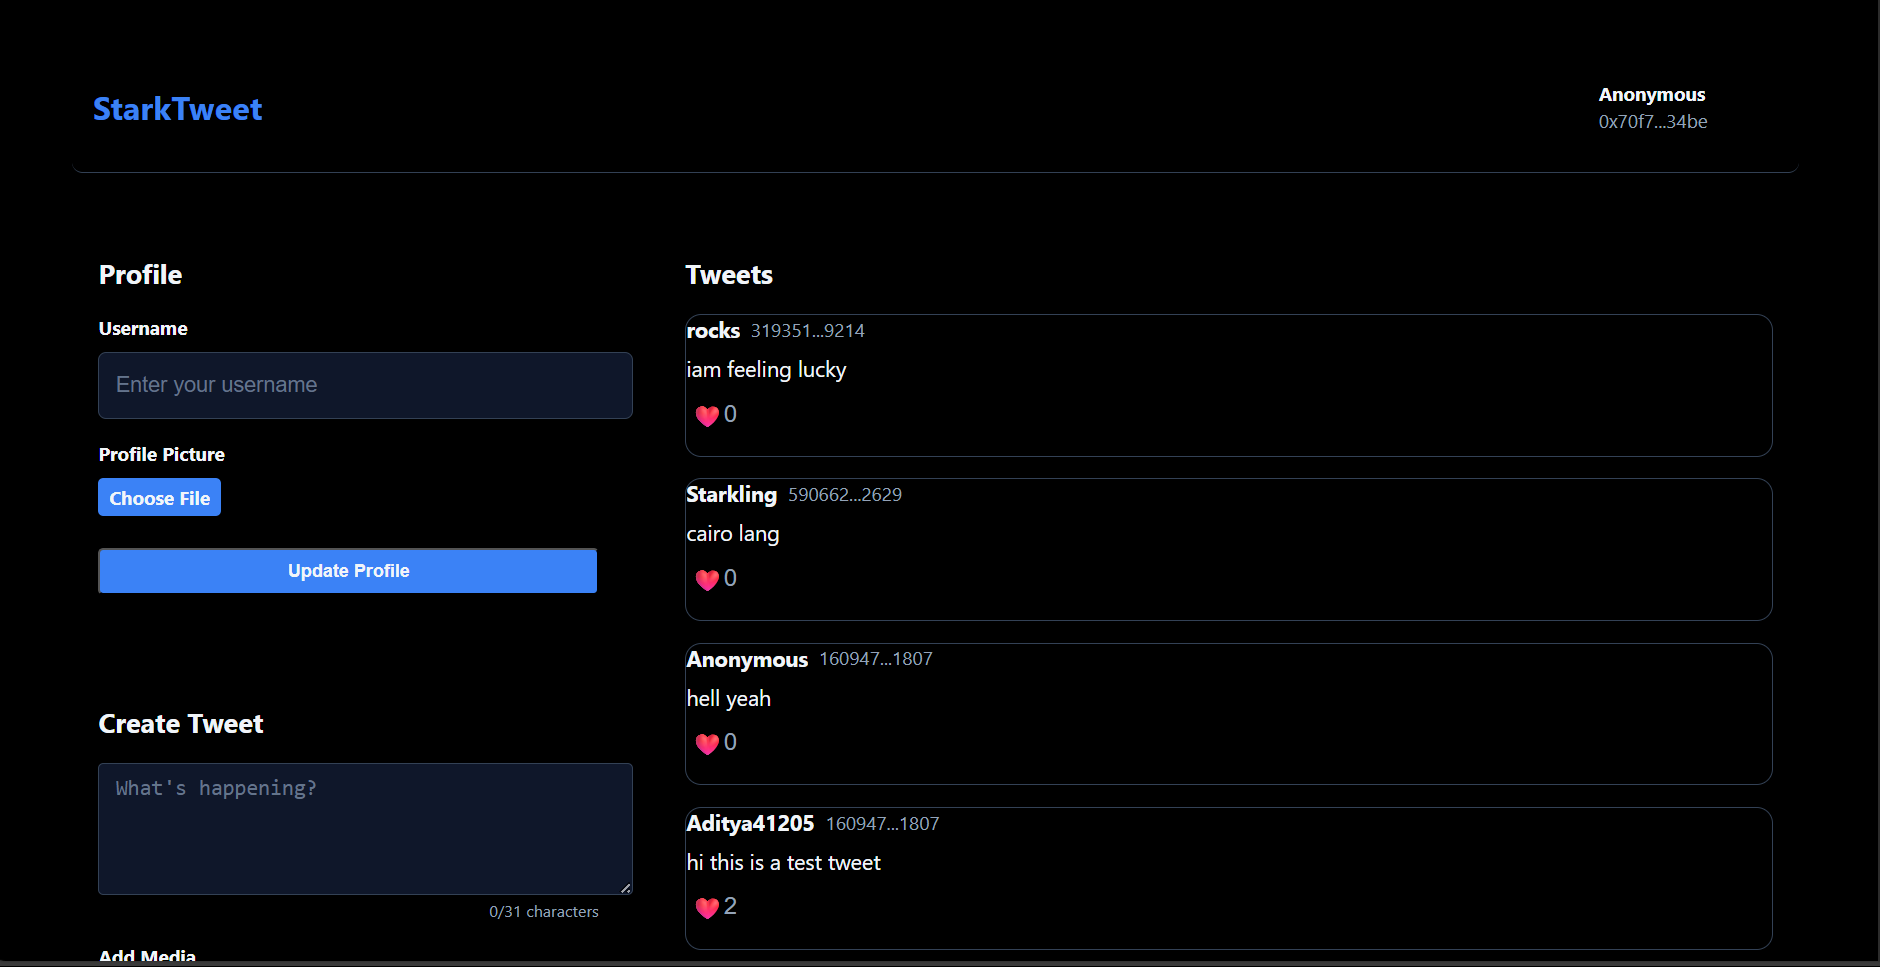 StarkTweet
Anonymous
0x70f7...34be
Profile
Username
Enter your username
Profile Picture
Choose File
Update Profile
Create Tweet
What's happening?
0/31 characters
Add Media
Tweets
rocks 319351...9214
iam feeling lucky
0
Starkling 590662...2629
cairo lang
0
Anonymous 160947...1807
hell yeah
0
Aditya41205 160947...1807
hi this is a test tweet
2